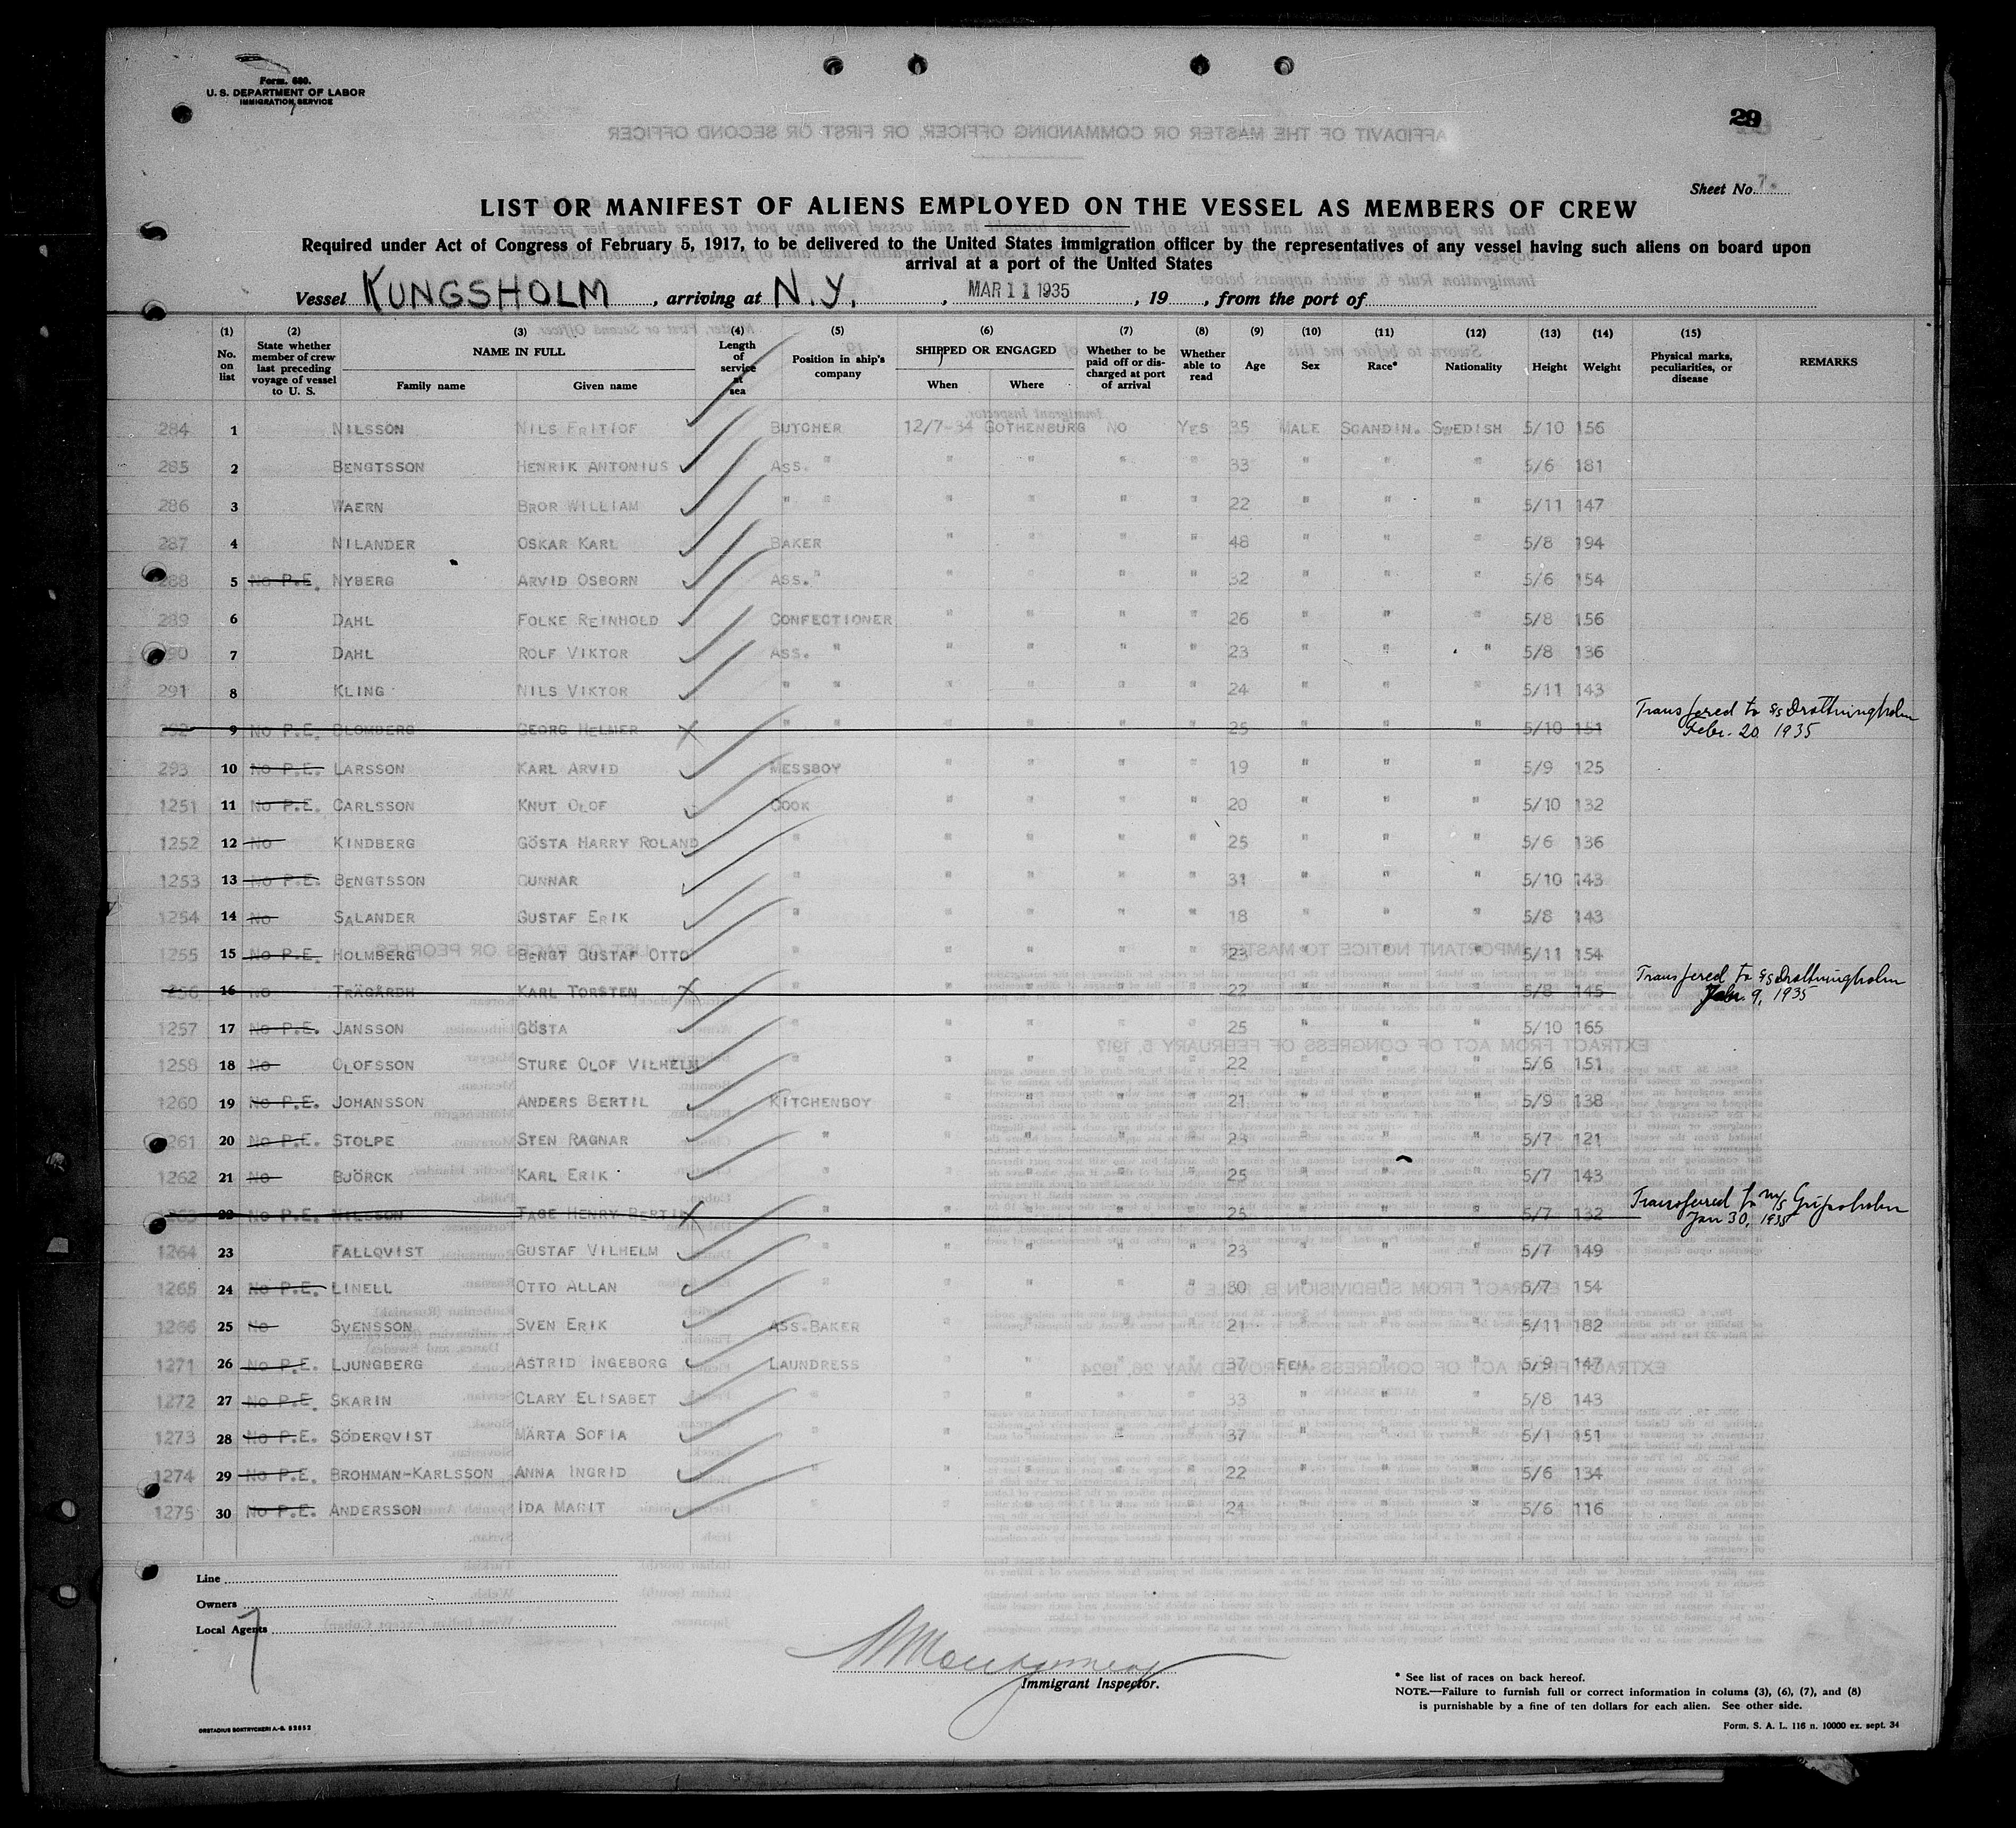 Form. 680.
U. S. DEPARTMENT OF LABOR
IMMIGRATION SERVICE
29
Sheet No. 7.
LIST OR MANIFEST OF ALIENS EMPLOYED ON THE VESSEL AS MEMBERS OF CREW
Required under Act of Congress of February 5, 1917, to be delivered to the United States immigration officer by the representatives of any vessel having such aliens on board upon
arrival at a port of the United States
Vessel KUNGSHOLM , arriving at N.Y. , MAR 11 1935 , 19 , from the port of
(1) No. on list (2) State whether member of crew last preceding voyage of vessel to U. S. (3) NAME IN FULL Family name Given name (4) Length of service at sea (5) Position in ship's company (6) SHIPPED OR ENGAGED When Where (7) Whether to be paid off or discharged at port of arrival (8) Whether able to read (9) Age (10) Sex (11) Race* (12) Nationality (13) Height (14) Weight (15) Physical marks, peculiarities, or disease REMARKS
284 1 NILSSON NILS FRITIOF BUTCHER 12/7-34 GOTHENBURG NO YES 35 MALE SCANDIN. SWEDISH 5/10 156
285 2 BENGTSSON HENRIK ANTONIUS ASS. " " " " " 33 " " " 5/6 181
286 3 WAERN BROR WILLIAM " " " " " " 22 " " " 5/11 147
287 4 NILANDER OSKAR KARL BAKER " " " " 48 " " " 5/8 194
288 5 NO P.E. NYBERG ARVID OSBORN ASS. " " " " " 32 " " " 5/6 154
289 6 DAHL FOLKE REINHOLD CONFECTIONER " " " " 26 " " " 5/8 156
290 7 DAHL ROLF VIKTOR ASS. " " " " " 23 " " " 5/8 136
291 8 KLING NILS VIKTOR " " " " " " 24 " " " 5/11 143
292 9 NO P.E. BLOMBERG GEORG HELMER " " " " " " 25 " " " 5/10 151 Transfered to s/s Drottningholm
Febr. 20 1935
293 10 NO P.E. LARSSON KARL ARVID MESSBOY " " " " 19 " " " 5/9 125
1251 11 NO P.E. CARLSSON KNUT OLOF COOK " " " " 20 " " " 5/10 132
1252 12 NO KINDBERG GÖSTA HARRY ROLAND " " " " " 25 " " " 5/6 136
1253 13 NO P.E. BENGTSSON GUNNAR " " " " " 31 " " " 5/10 143
1254 14 NO SALANDER GUSTAF ERIK " " " " " 18 " " " 5/8 143
1255 15 NO P.E. HOLMBERG BENGT GUSTAF OTTO " " " " " 23 " " " 5/11 154
1256 16 NO TRÄGÅRDH KARL TORSTEN " " " " " 22 " " " 5/8 145 Transfered to s/s Drottningholm
9, 1935
1257 17 NO P.E. JANSSON GÖSTA " " " " " 25 " " " 5/10 165
1258 18 NO OLOFSSON STURE OLOF VILHELM " " " " " 22 " " " 5/6 151
1260 19 NO P.E. JOHANSSON ANDERS BERTIL KITCHENBOY " " " " 21 " " " 5/9 138
1261 20 NO P.E. STOLPE STEN RAGNAR " " " " " 23 " " " 5/7 121
1262 21 NO BJÖRCK KARL ERIK " " " " " 25 " " " 5/7 143
1263 22 NO P.E. NILSSON TAGE HENRY BERTIL " " " " " 25 " " " 5/7 132 Transferred to m/s Gripsholm
Jan 30, 1935
1264 23 FALLQVIST GUSTAF VILHELM " " " " " 23 " " " 5/7 149
1265 24 NO P.E. LINELL OTTO ALLAN " " " " " 30 " " " 5/7 154
1266 25 NO SVENSSON SVEN ERIK ASS.BAKER " " " " 21 " " " 5/11 182
1271 26 NO P.E. LJUNGBERG ASTRID INGEBORG LAUNDRESS " " " " 37 FEM. " " 5/9 147
1272 27 NO P.E. SKARIN CLARY ELISABET " " " " " 33 " " " 5/8 143
1273 28 NO P.E. SÖDERQVIST MÄRTA SOFIA " " " " " 37 " " " 5/1 151
1274 29 NO P.E. BROHMAN-KARLSSON ANNA INGRID " " " " " 22 " " " 5/6 134
1275 30 NO P.E. ANDERSSON IDA MARIT " " " " " 24 " " " 5/6 116
Line
Owners
Local Agents
7
Montgomery
Immigrant Inspector.
* See list of races on back hereof.
NOTE.—Failure to furnish full or correct information in colums (3), (6), (7), and (8)
is punishable by a fine of ten dollars for each alien. See other side.
ORSTADIUS BOKTRYCKERI A.-B. 52852
Form. S. A. L. 116 n. 10000 ex. sept. 34